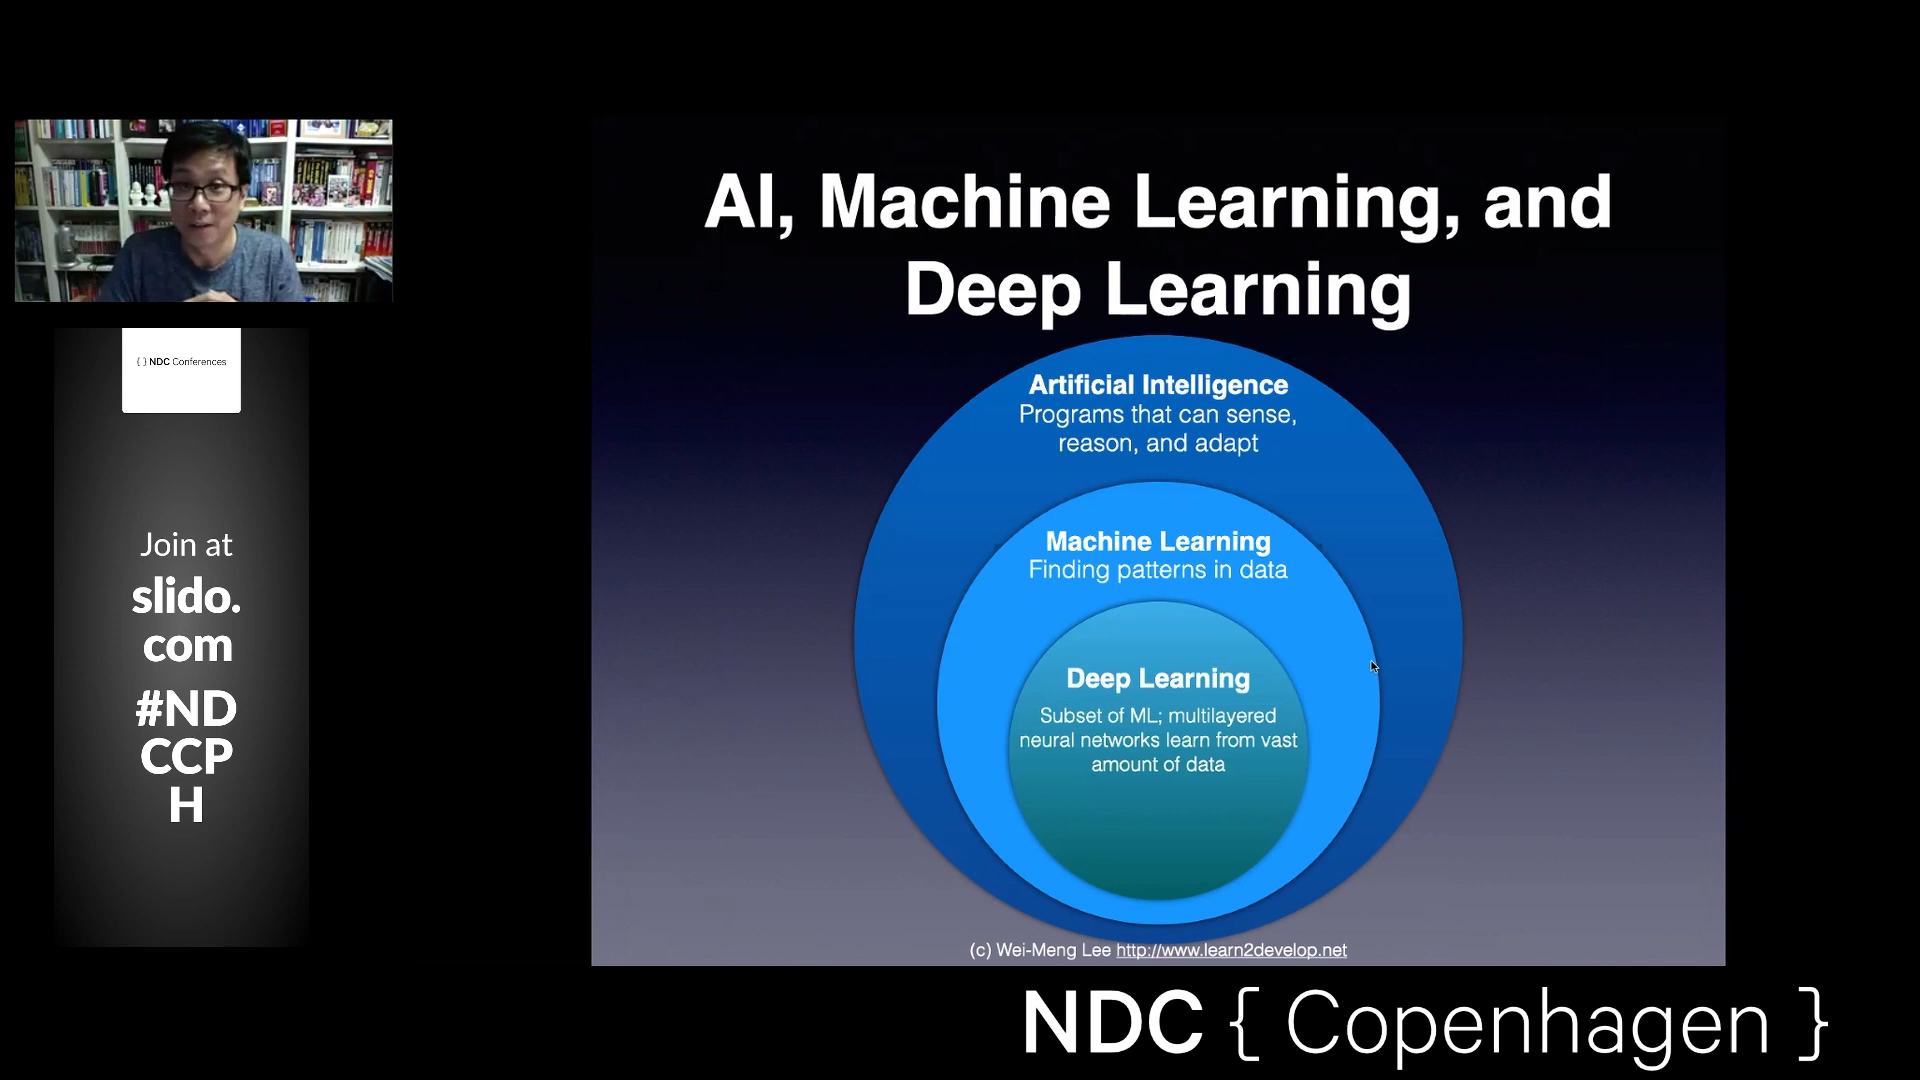 AI, Machine Learning, and
Deep Learning
Artificial Intelligence
Programs that can sense,
reason, and adapt
Machine Learning
Finding patterns in data
Deep Learning
Subset of ML; multilayered
neural networks learn from vast
amount of data
(c) Wei-Meng Lee http://www.learn2develop.net
{ } NDC Conferences
Join at
slido.
com
#ND
CCP
H
NDC { Copenhagen }